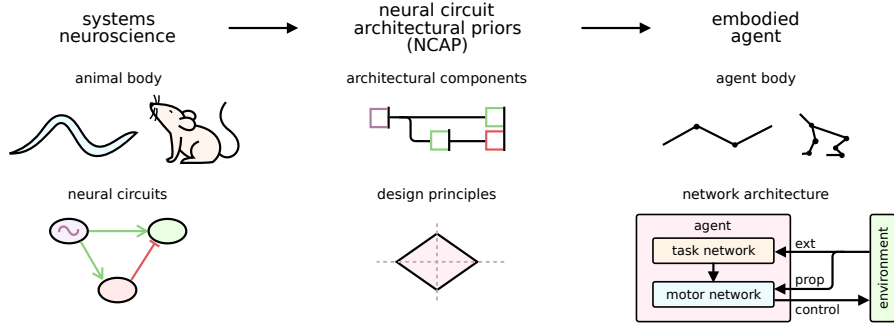 systems
neuroscience
neural circuit
architectural priors
(NCAP)
embodied
agent
animal body
architectural components
agent body
neural circuits
design principles
network architecture
agent
task network
motor network
ext
prop
control
environment